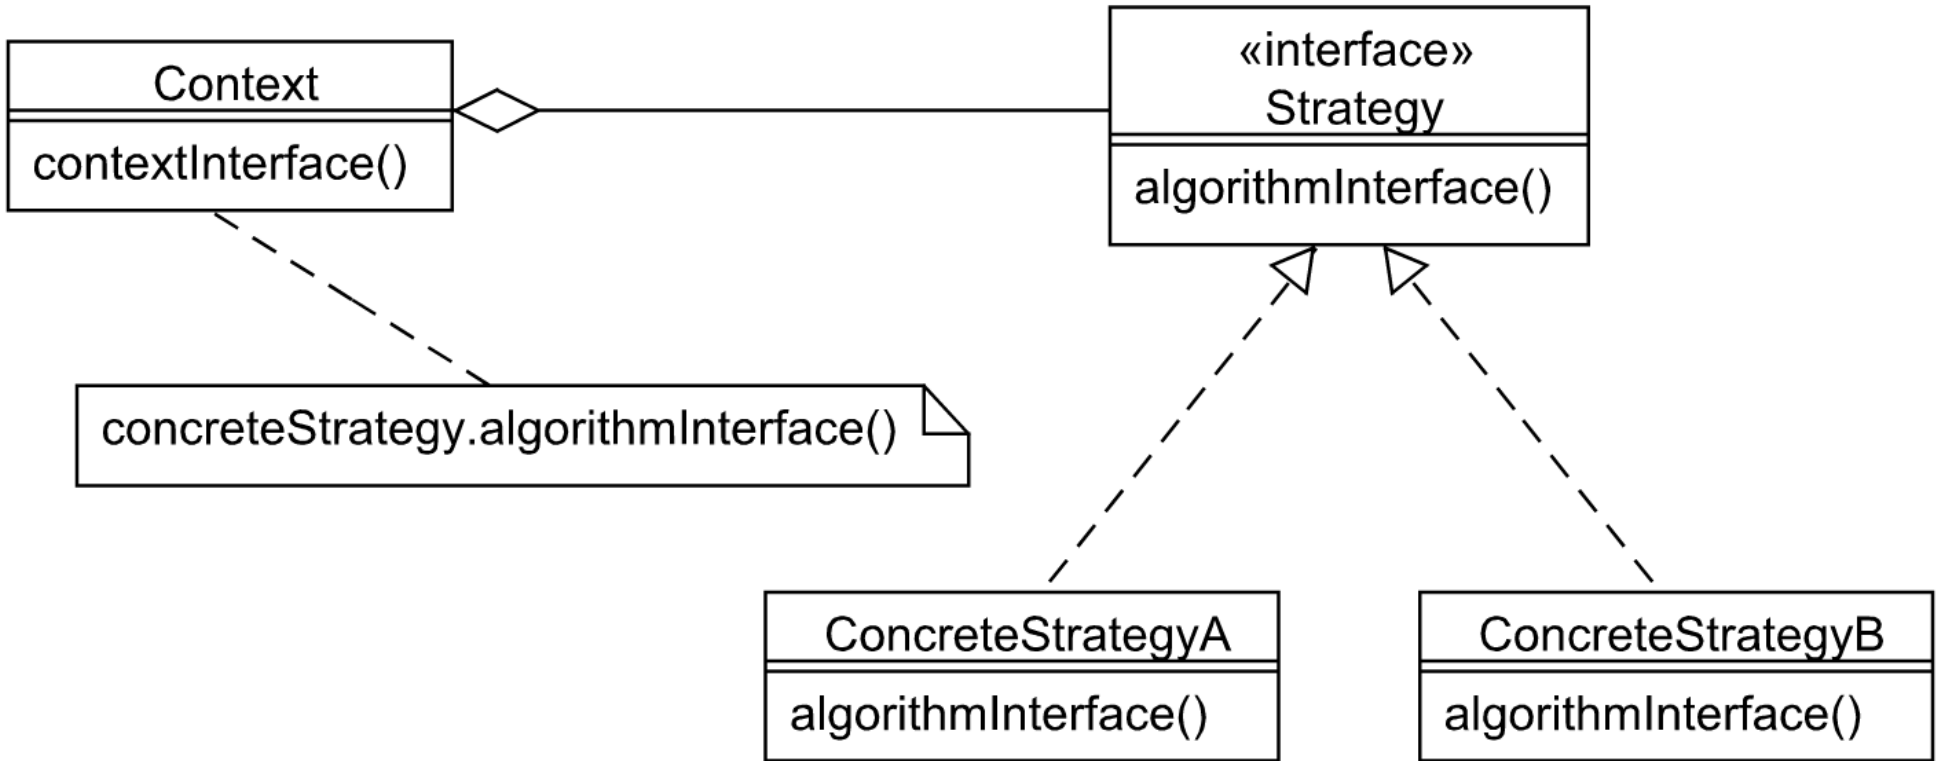 Context
contextInterface()
«interface»
Strategy
algorithmInterface()
concreteStrategy.algorithmInterface()
ConcreteStrategyA
algorithmInterface()
ConcreteStrategyB
algorithmInterface()